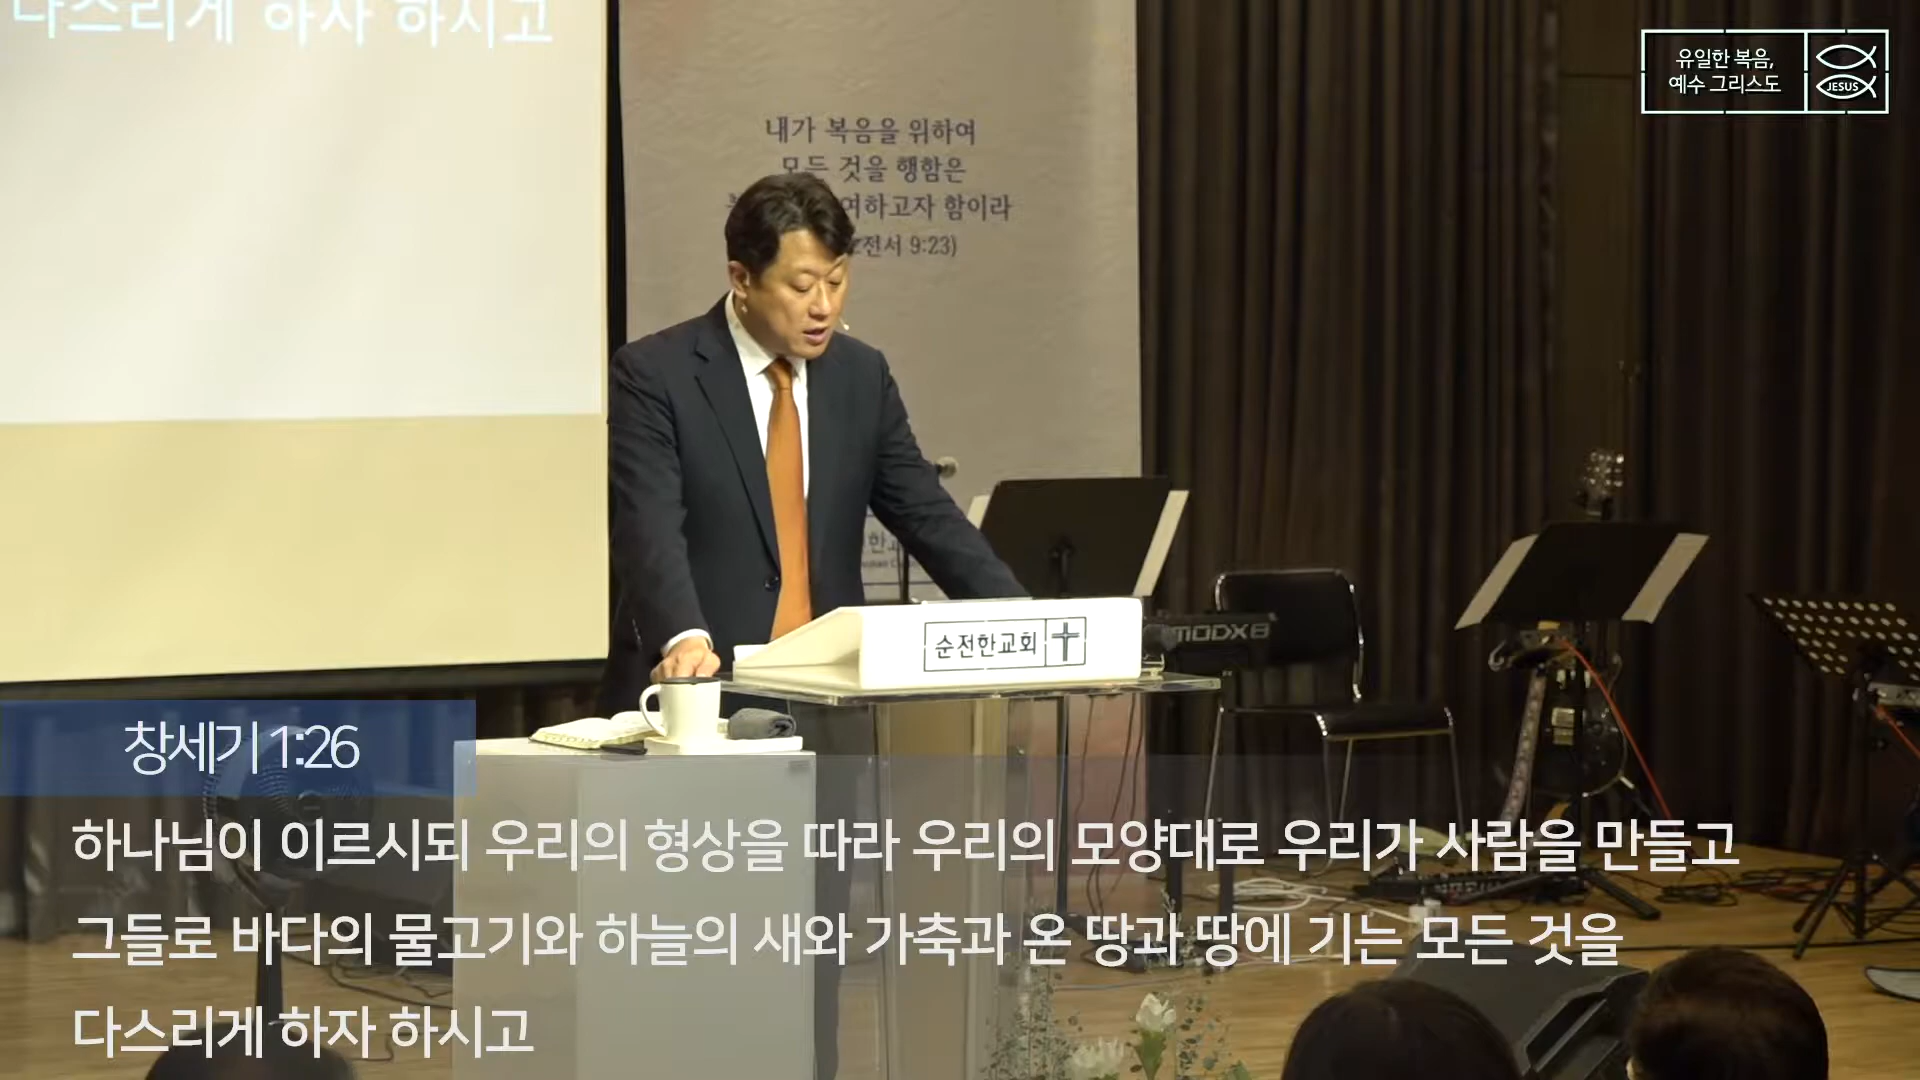 다스리게 하자 하시고
유일한 복음,
예수 그리스도
JESUS
내가 복음을 위하여
모든 것을 행함은
여하고자 함이라
전서 9:23)
MODX8
순전한교회
창세기 1:26
하나님이 이르시되 우리의 형상을 따라 우리의 모양대로 우리가 사람을 만들고
그들로 바다의 물고기와 하늘의 새와 가축과 온 땅과 땅에 기는 모든 것을
다스리게 하자 하시고